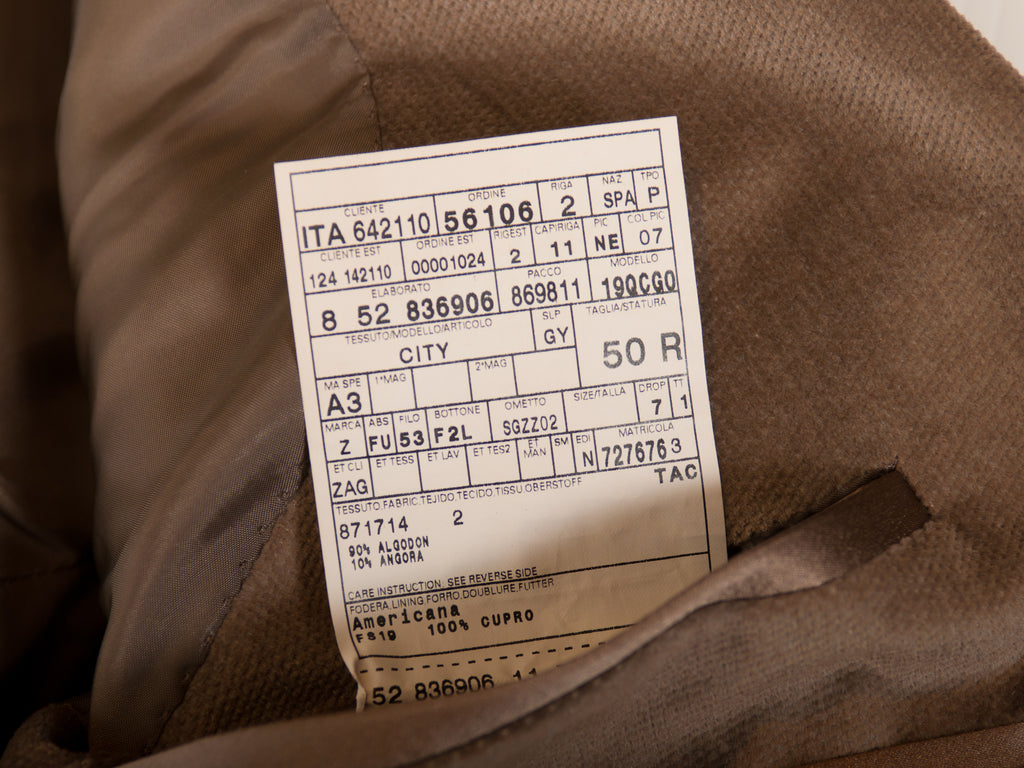 CLIENTE ORDINE RIGA NAZ TPO
ITA 642110 56106 2 SPA P
CLIENTE EST ORDINE EST RIGEST CAPIRIGA PIC COL PIC
124 142110 00001024 2 11 NE 07
ELABORATO PACCO MODELLO
8 52 836906 869811 19QCG0
TESSUTO/MODELLO/ARTICOLO SLP TAGLIA/STATURA
CITY GY 50 R
MA SPE 1*MAG 2*MAG SIZE/TALLA DROP TT
A3 7 1
MARCA ABS FILO BOTTONE OMETTO
Z FU 53 F2L SGZZ02
ET CLI ET TESS ET LAV ET TES2 ET MAN SM EDI MATRICOLA
ZAG N 727676 3
TAC
TESSUTO.FABRIC.TEJIDO.TECIDO.TISSU.OBERSTOFF
871714 2
90% ALGODON
10% ANGORA
CARE INSTRUCTION: SEE REVERSE SIDE
FODERA.LINING.FORRO.DOUBLURE.FUTTER
Americana
FS19 100% CUPRO
52 836906 11